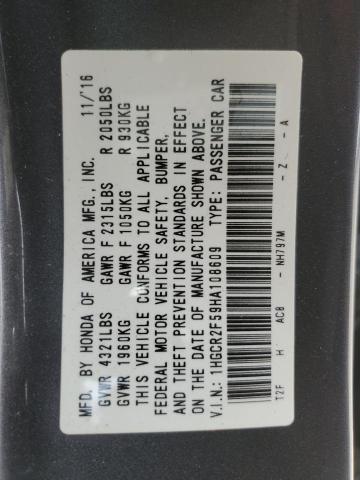 MFD. BY HONDA OF AMERICA MFG., INC. 11/'16
GVWR 4321LBS GAWR F 2315LBS R 2050LBS
GVWR 1960KG GAWR F 1050KG R 930KG
THIS VEHICLE CONFORMS TO ALL APPLICABLE
FEDERAL MOTOR VEHICLE SAFETY, BUMPER,
AND THEFT PREVENTION STANDARDS IN EFFECT
ON THE DATE OF MANUFACTURE SHOWN ABOVE.
V.I.N.: 1HGCR2F59HA108609 TYPE: PASSENGER CAR
T2F H AC8 - NH797M - Z - A